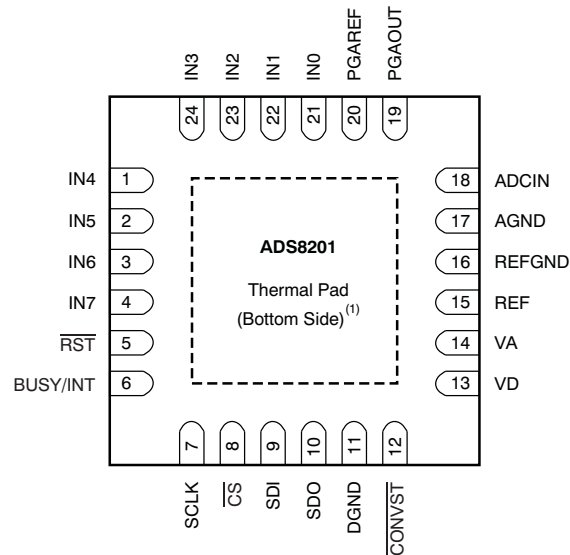 IN3
IN2
IN1
IN0
PGAREF
PGAOUT
24
23
22
21
20
19
IN4 1
IN5 2
IN6 3
IN7 4
RST 5
BUSY/INT 6
ADS8201
Thermal Pad
(Bottom Side)(1)
18 ADCIN
17 AGND
16 REFGND
15 REF
14 VA
13 VD
7
8
9
10
11
12
SCLK
CS
SDI
SDO
DGND
CONVST